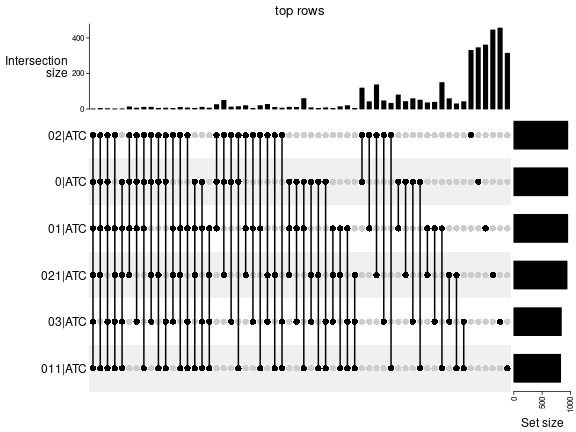 top rows
400
Intersection
size
200
0
02|ATC
0|ATC
01|ATC
021|ATC
03|ATC
011|ATC
0
500
1000
Set size